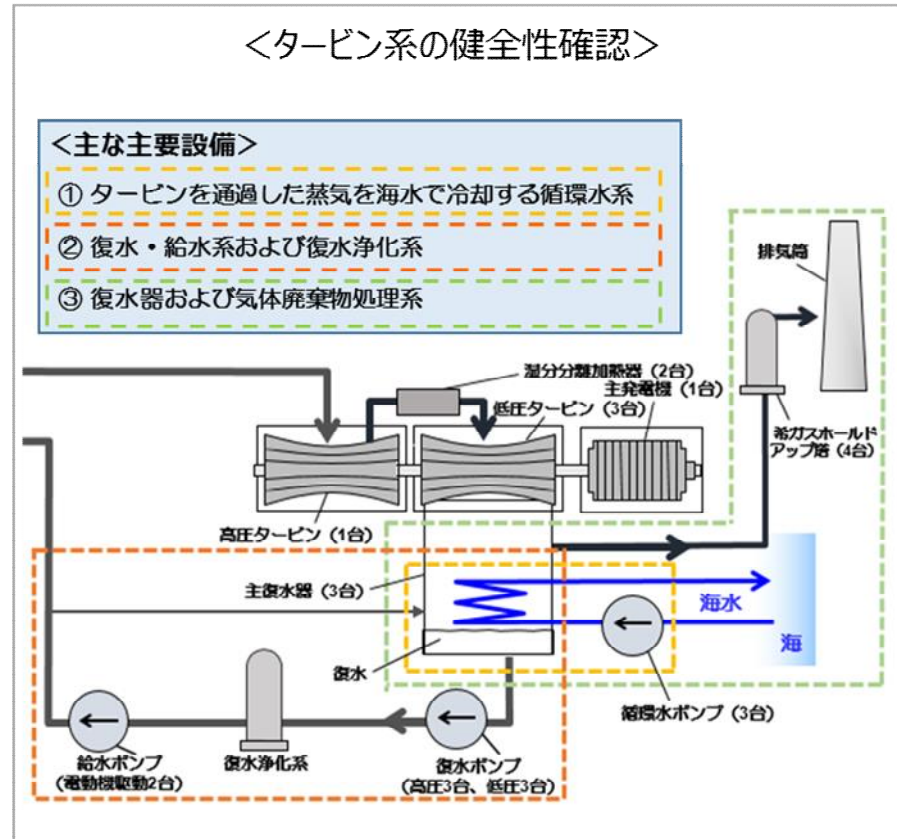 ＜タービン系の健全性確認＞
＜主な主要設備＞
① タービンを通過した蒸気を海水で冷却する循環水系
② 復水・給水系および復水浄化系
③ 復水器および気体廃棄物処理系
排気筒
湿分分離加熱器（2台）
主発電機（1台）
低圧タービン（3台）
希ガスホールド
アップ塔（4台）
高圧タービン（1台）
主復水器（3台）
海水
海
復水
循環水ポンプ（3台）
給水ポンプ
（電動機駆動2台）
復水浄化系
復水ポンプ
（高圧3台、低圧3台）